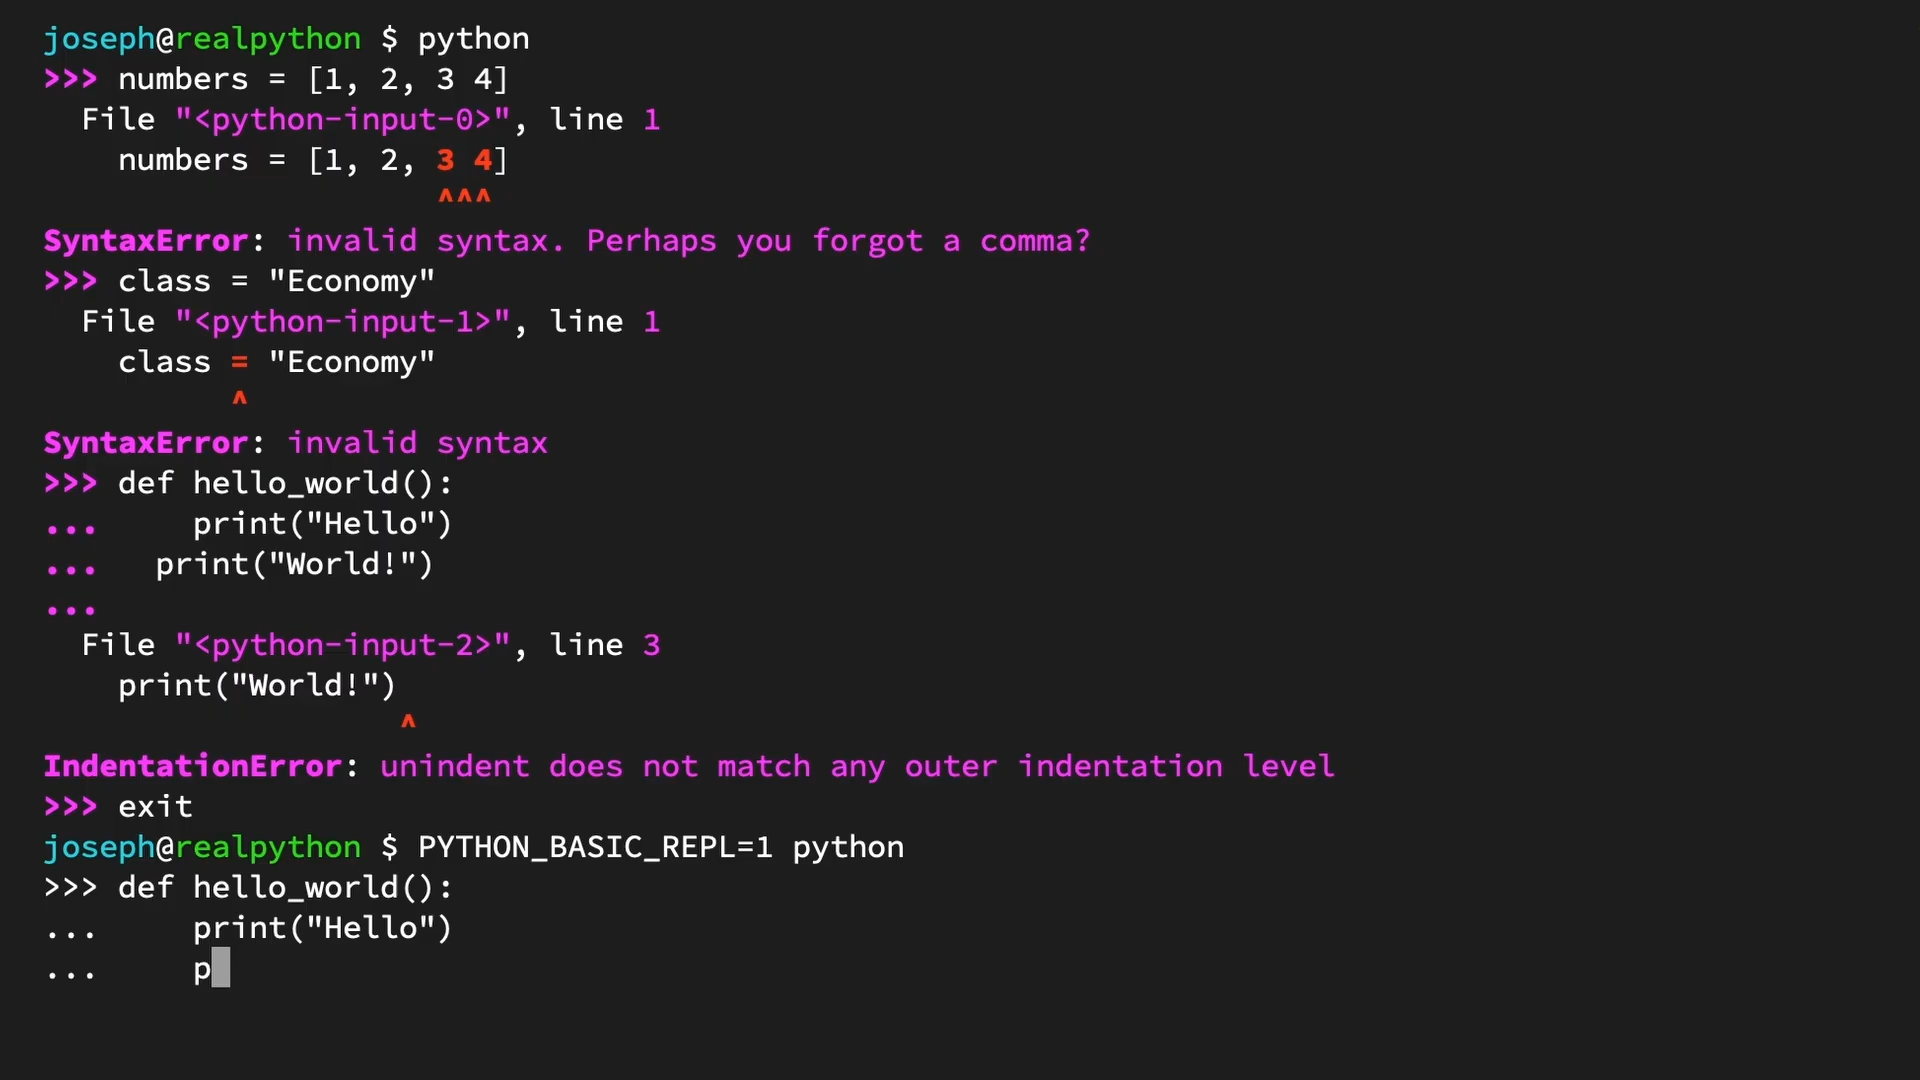 joseph@realpython $ python
>>> numbers = [1, 2, 3 4]
  File "<python-input-0>", line 1
    numbers = [1, 2, 3 4]
                     ^^^
SyntaxError: invalid syntax. Perhaps you forgot a comma?
>>> class = "Economy"
  File "<python-input-1>", line 1
    class = "Economy"
          ^
SyntaxError: invalid syntax
>>> def hello_world():
...     print("Hello")
...   print("World!")
...
  File "<python-input-2>", line 3
    print("World!")
                   ^
IndentationError: unindent does not match any outer indentation level
>>> exit
joseph@realpython $ PYTHON_BASIC_REPL=1 python
>>> def hello_world():
...     print("Hello")
...     p